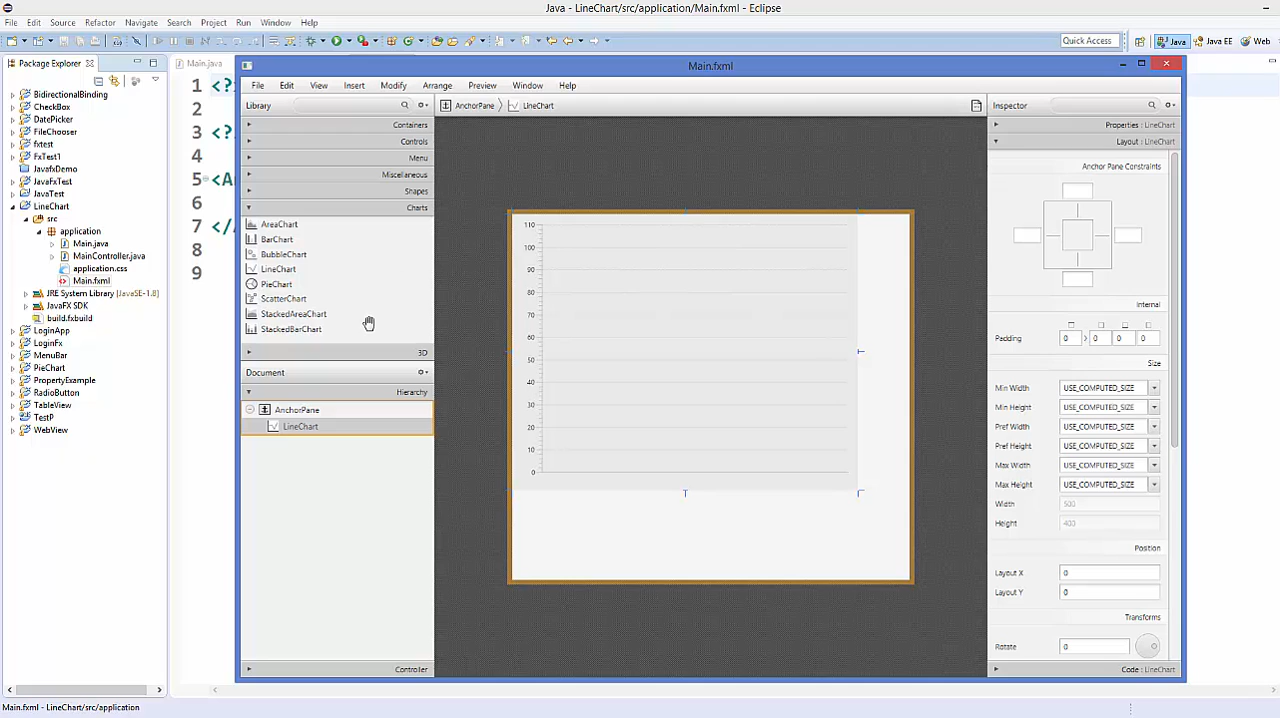 Java - LineChart/src/application/Main.fxml - Eclipse
File Edit Source Refactor Navigate Search Project Run Window Help
Quick Access Java Java EE Web
Package Explorer
BidirectionalBinding
CheckBox
DatePicker
FileChooser
fxtest
FxTest1
JavafxDemo
JavaFxTest
JavaTest
LineChart
src
application
Main.java
MainController.java
application.css
Main.fxml
JRE System Library [JavaSE-1.8]
JavaFX SDK
build.fxbuild
LoginApp
LoginFx
MenuBar
PieChart
PropertyExample
RadioButton
TableView
TestP
WebView
Main.java
1 <?
2
3 <?
4
5 <A
6
7 </
8
9
Main.fxml
File Edit View Insert Modify Arrange Preview Window Help
Library
Containers
Controls
Menu
Miscellaneous
Shapes
Charts
AreaChart
BarChart
BubbleChart
LineChart
PieChart
ScatterChart
StackedAreaChart
StackedBarChart
3D
Document
Hierarchy
AnchorPane
LineChart
Controller
AnchorPane LineChart
110
100
90
80
70
60
50
40
30
20
10
0
Inspector
Properties : LineChart
Layout : LineChart
Anchor Pane Constraints
Internal
Padding 0 0 0 0
Size
Min Width USE_COMPUTED_SIZE
Min Height USE_COMPUTED_SIZE
Pref Width USE_COMPUTED_SIZE
Pref Height USE_COMPUTED_SIZE
Max Width USE_COMPUTED_SIZE
Max Height USE_COMPUTED_SIZE
Width 500
Height 400
Position
Layout X 0
Layout Y 0
Transforms
Rotate 0
Code : LineChart
Main.fxml - LineChart/src/application